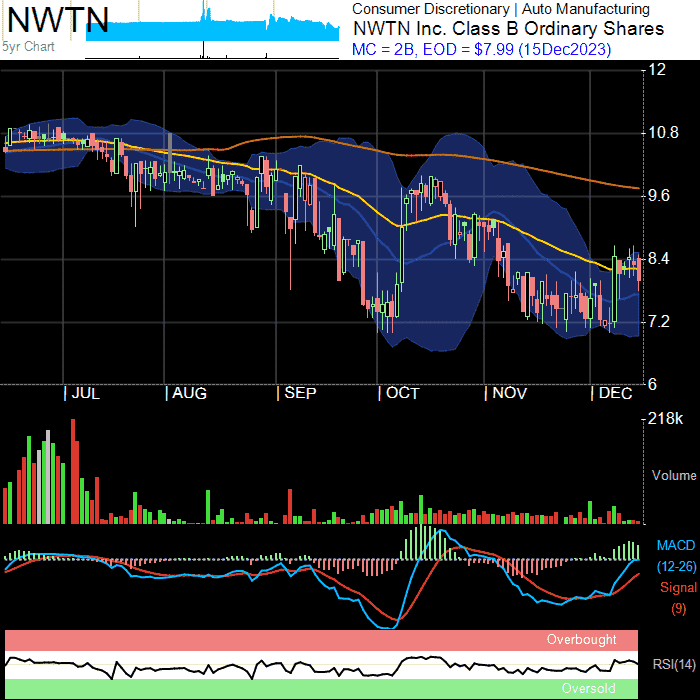 NWTN
5yr Chart
Consumer Discretionary | Auto Manufacturing
NWTN Inc. Class B Ordinary Shares
MC = 2B, EOD = $7.99 (15Dec2023)
12
10.8
9.6
8.4
7.2
6
| JUL | AUG | SEP | OCT | NOV | DEC
218k
Volume
MACD
(12-26)
Signal
(9)
Overbought
RSI(14)
Oversold